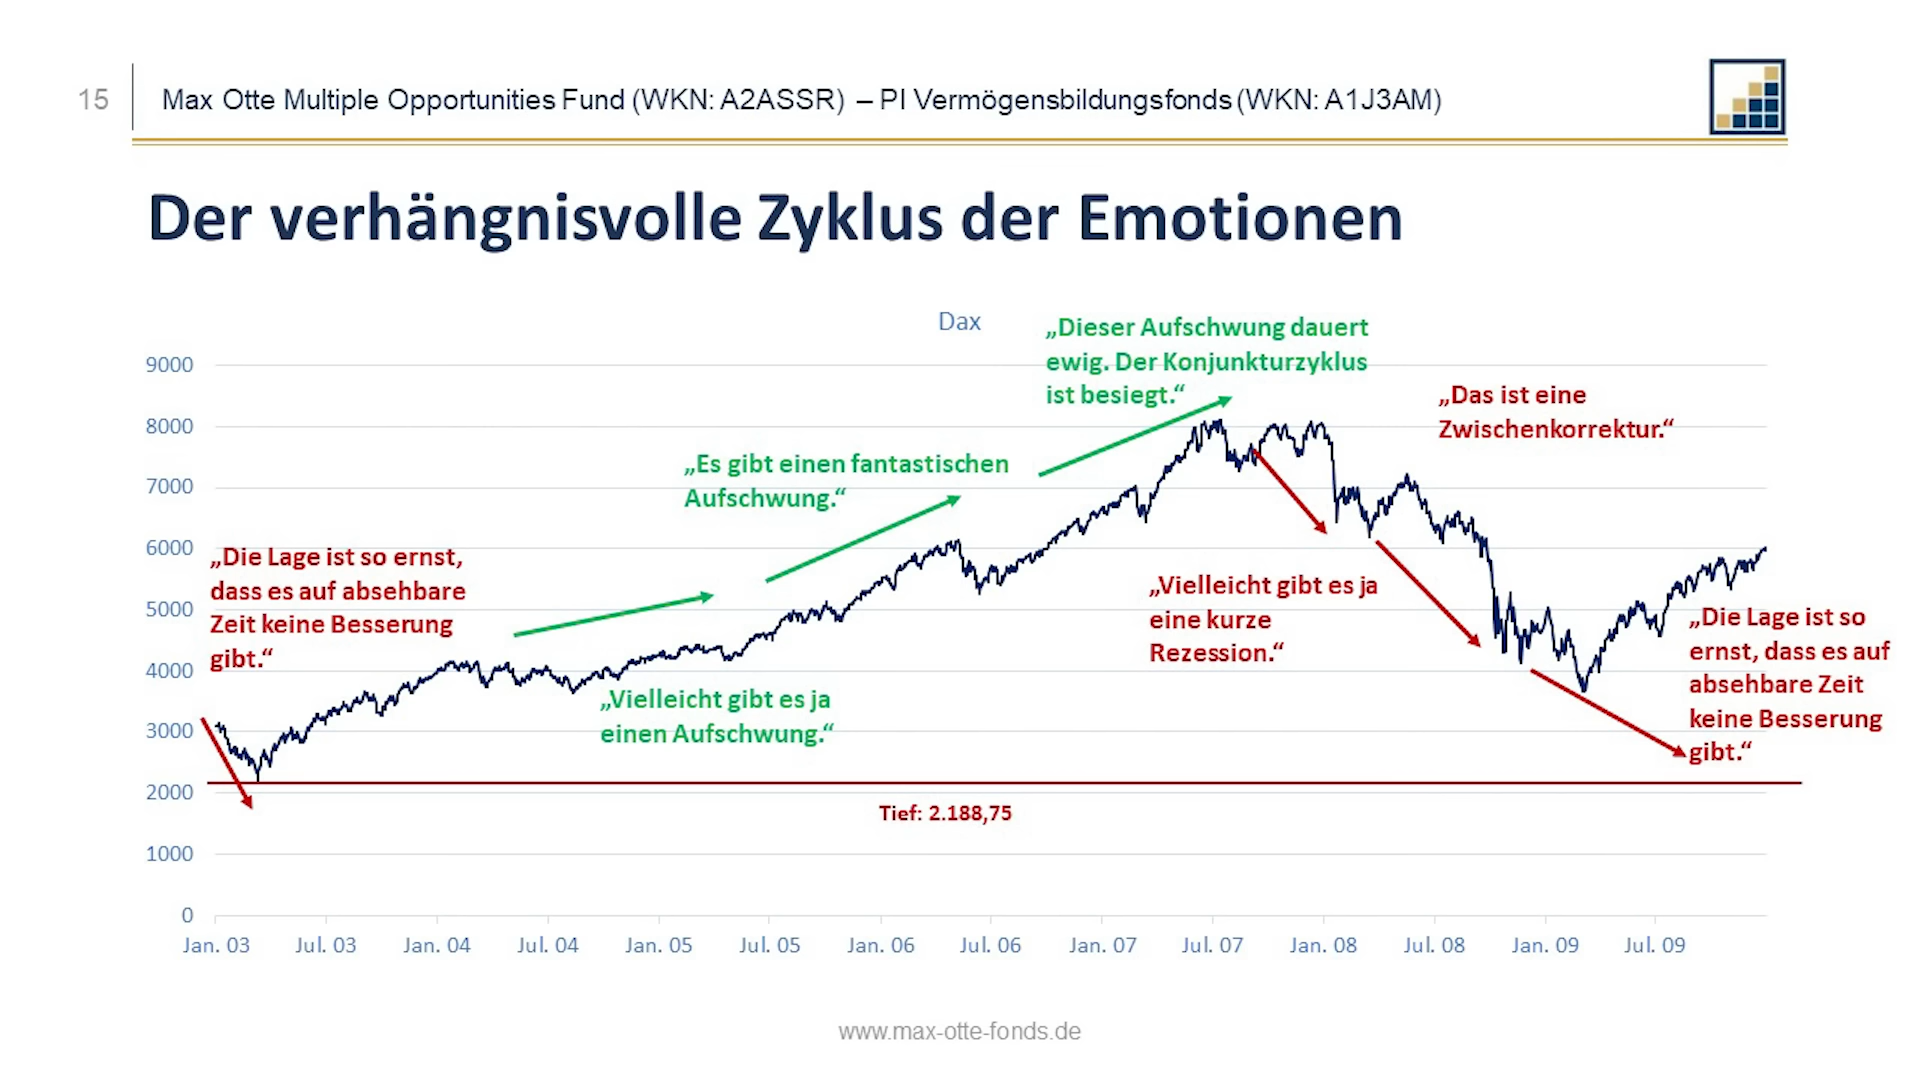 15
Max Otte Multiple Opportunities Fund (WKN: A2ASSR) – PI Vermögensbildungsfonds (WKN: A1J3AM)
Der verhängnisvolle Zyklus der Emotionen
Dax
„Dieser Aufschwung dauert
ewig. Der Konjunkturzyklus
ist besiegt.“
„Das ist eine
Zwischenkorrektur.“
„Es gibt einen fantastischen
Aufschwung.“
„Die Lage ist so ernst,
dass es auf absehbare
Zeit keine Besserung
gibt.“
„Vielleicht gibt es ja
eine kurze
Rezession.“
„Die Lage ist so
ernst, dass es auf
absehbare Zeit
keine Besserung
gibt.“
„Vielleicht gibt es ja
einen Aufschwung.“
Tief: 2.188,75
9000
8000
7000
6000
5000
4000
3000
2000
1000
0
Jan. 03
Jul. 03
Jan. 04
Jul. 04
Jan. 05
Jul. 05
Jan. 06
Jul. 06
Jan. 07
Jul. 07
Jan. 08
Jul. 08
Jan. 09
Jul. 09
www.max-otte-fonds.de